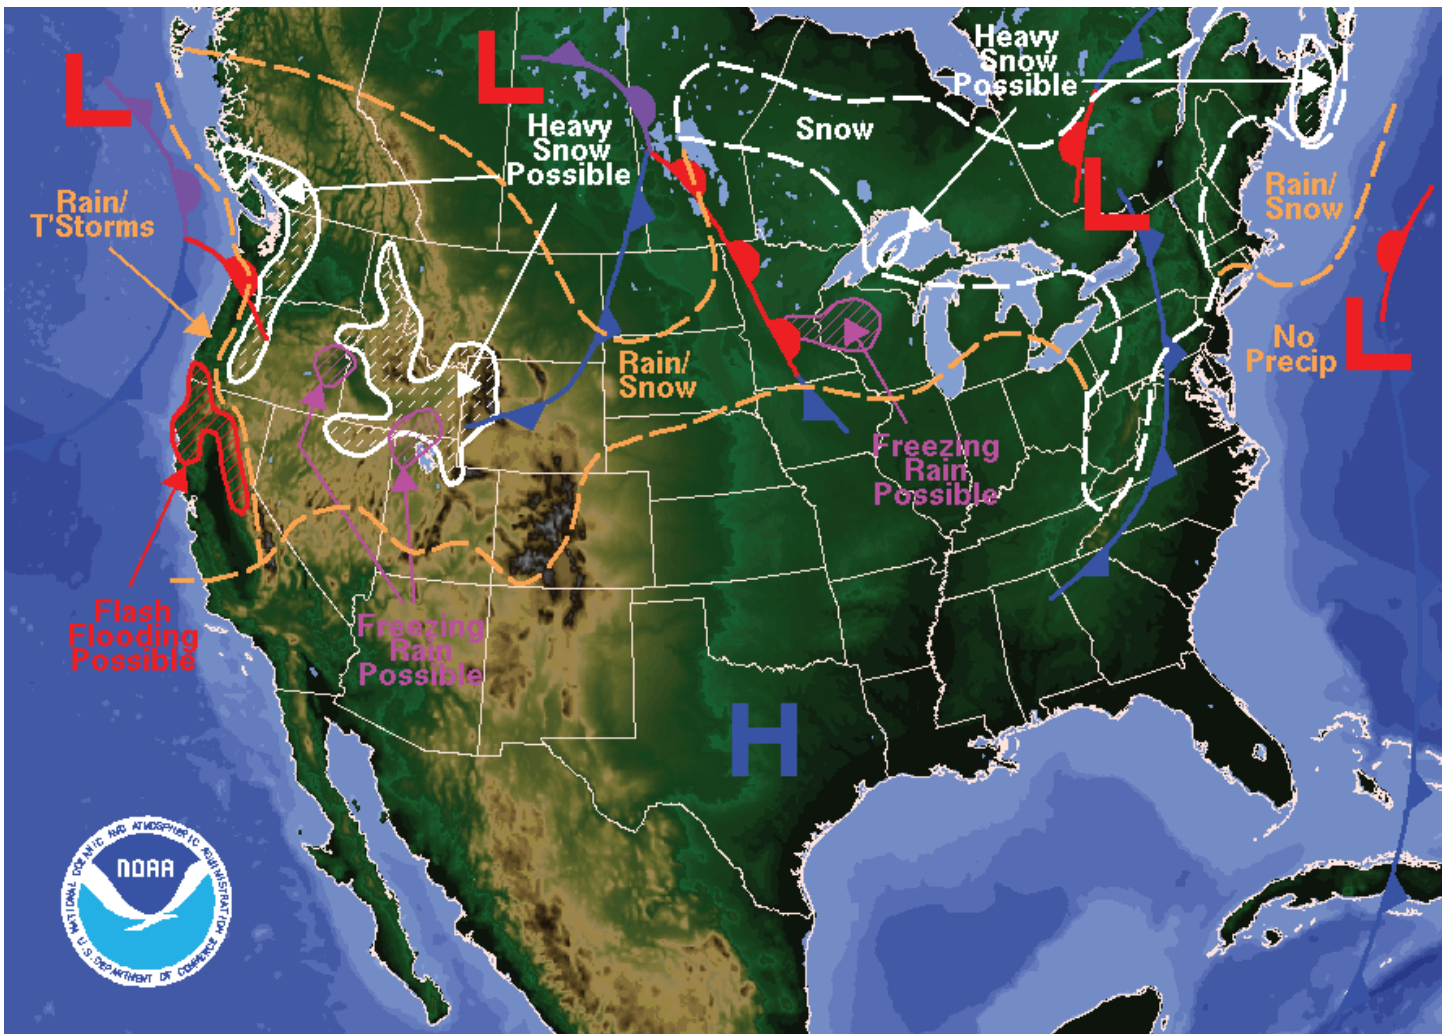 L
L
Heavy
Snow
Possible
Heavy
Snow
Possible
Snow
Rain/
T'Storms
L
Rain/
Snow
No
Precip
L
Rain/
Snow
Freezing
Rain
Possible
Flash
Flooding
Possible
Freezing
Rain
Possible
H
NATIONAL OCEANIC AND ATMOSPHERIC ADMINISTRATION
NOAA
U.S. DEPARTMENT OF COMMERCE